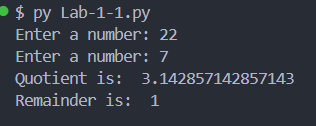 $ py Lab-1-1.py
Enter a number: 22
Enter a number: 7
Quotient is:  3.142857142857143
Remainder is:  1